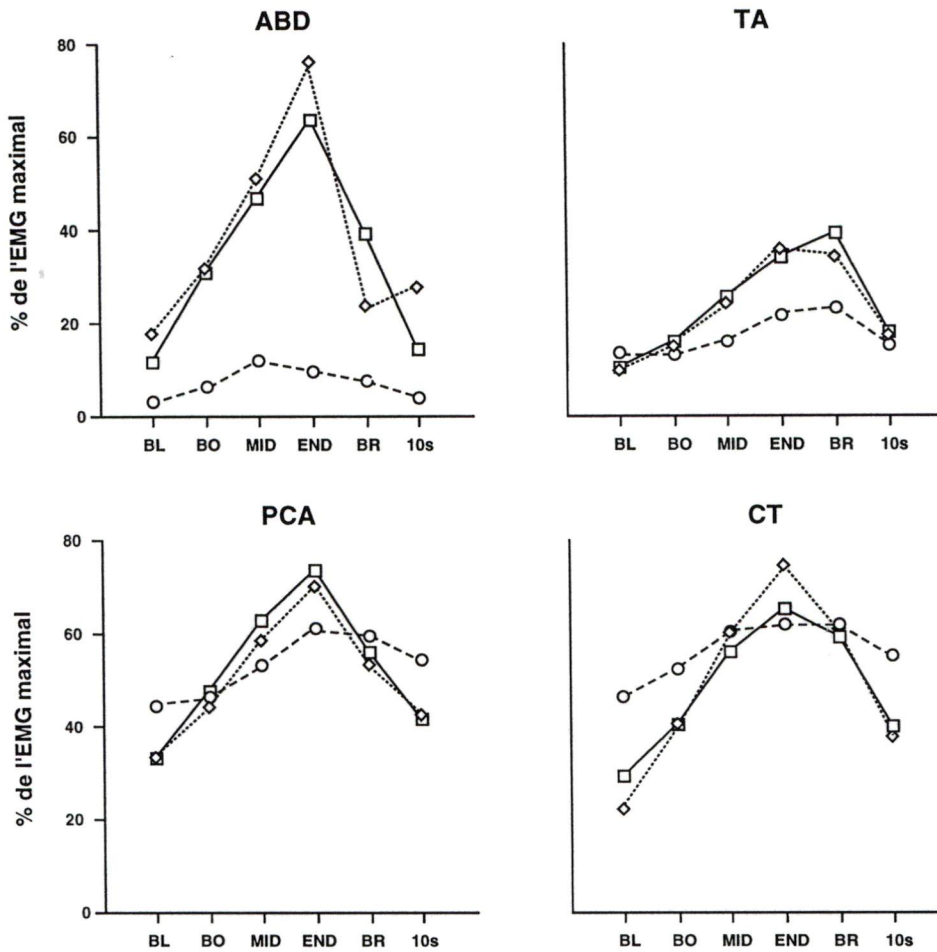 ABD
TA
% de l'EMG maximal
80
60
40
20
0
BL BO MID END BR 10s
BL BO MID END BR 10s
PCA
CT
% de l'EMG maximal
80
60
40
20
0
BL BO MID END BR 10s
BL BO MID END BR 10s